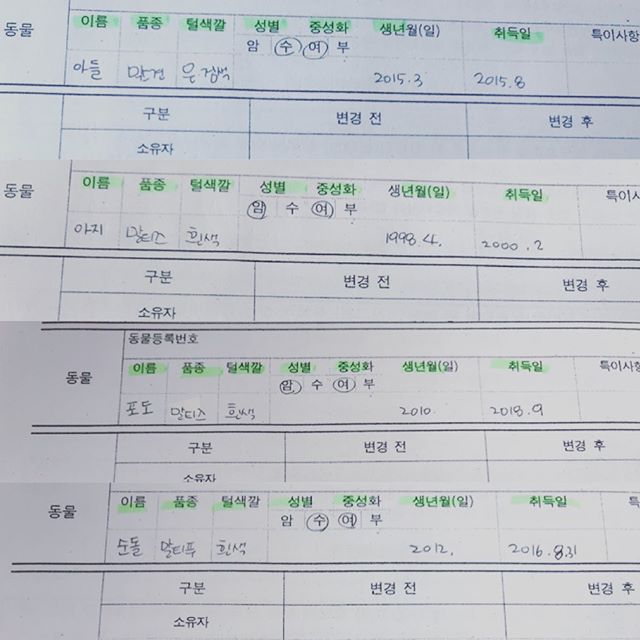 동물 이름 품종 털색깔 성별 중성화 생년월(일) 취득일 특이사항
암 수 여 부
아들 말건 은 검백 2015.3 2015.8
구분 변경 전 변경 후
소유자
동물 이름 품종 털색깔 성별 중성화 생년월(일) 취득일 특이사
암 수 여 부
아지 말티스 흰색 1998.4. 2000.2
구분 변경 전 변경 후
소유자
동물등록번호
동물 이름 품종 털색깔 성별 중성화 생년월(일) 취득일 특이사
암 수 여 부
포도 말티즈 흰색 2010. 2018.9
구분 변경 전 변경 후
소유자
동물 이름 품종 털색깔 성별 중성화 생년월(일) 취득일 특
암 수 여 부
순돌 말티푸 흰색 2012. 2016.8.31
구분 변경 전 변경 후
소유자